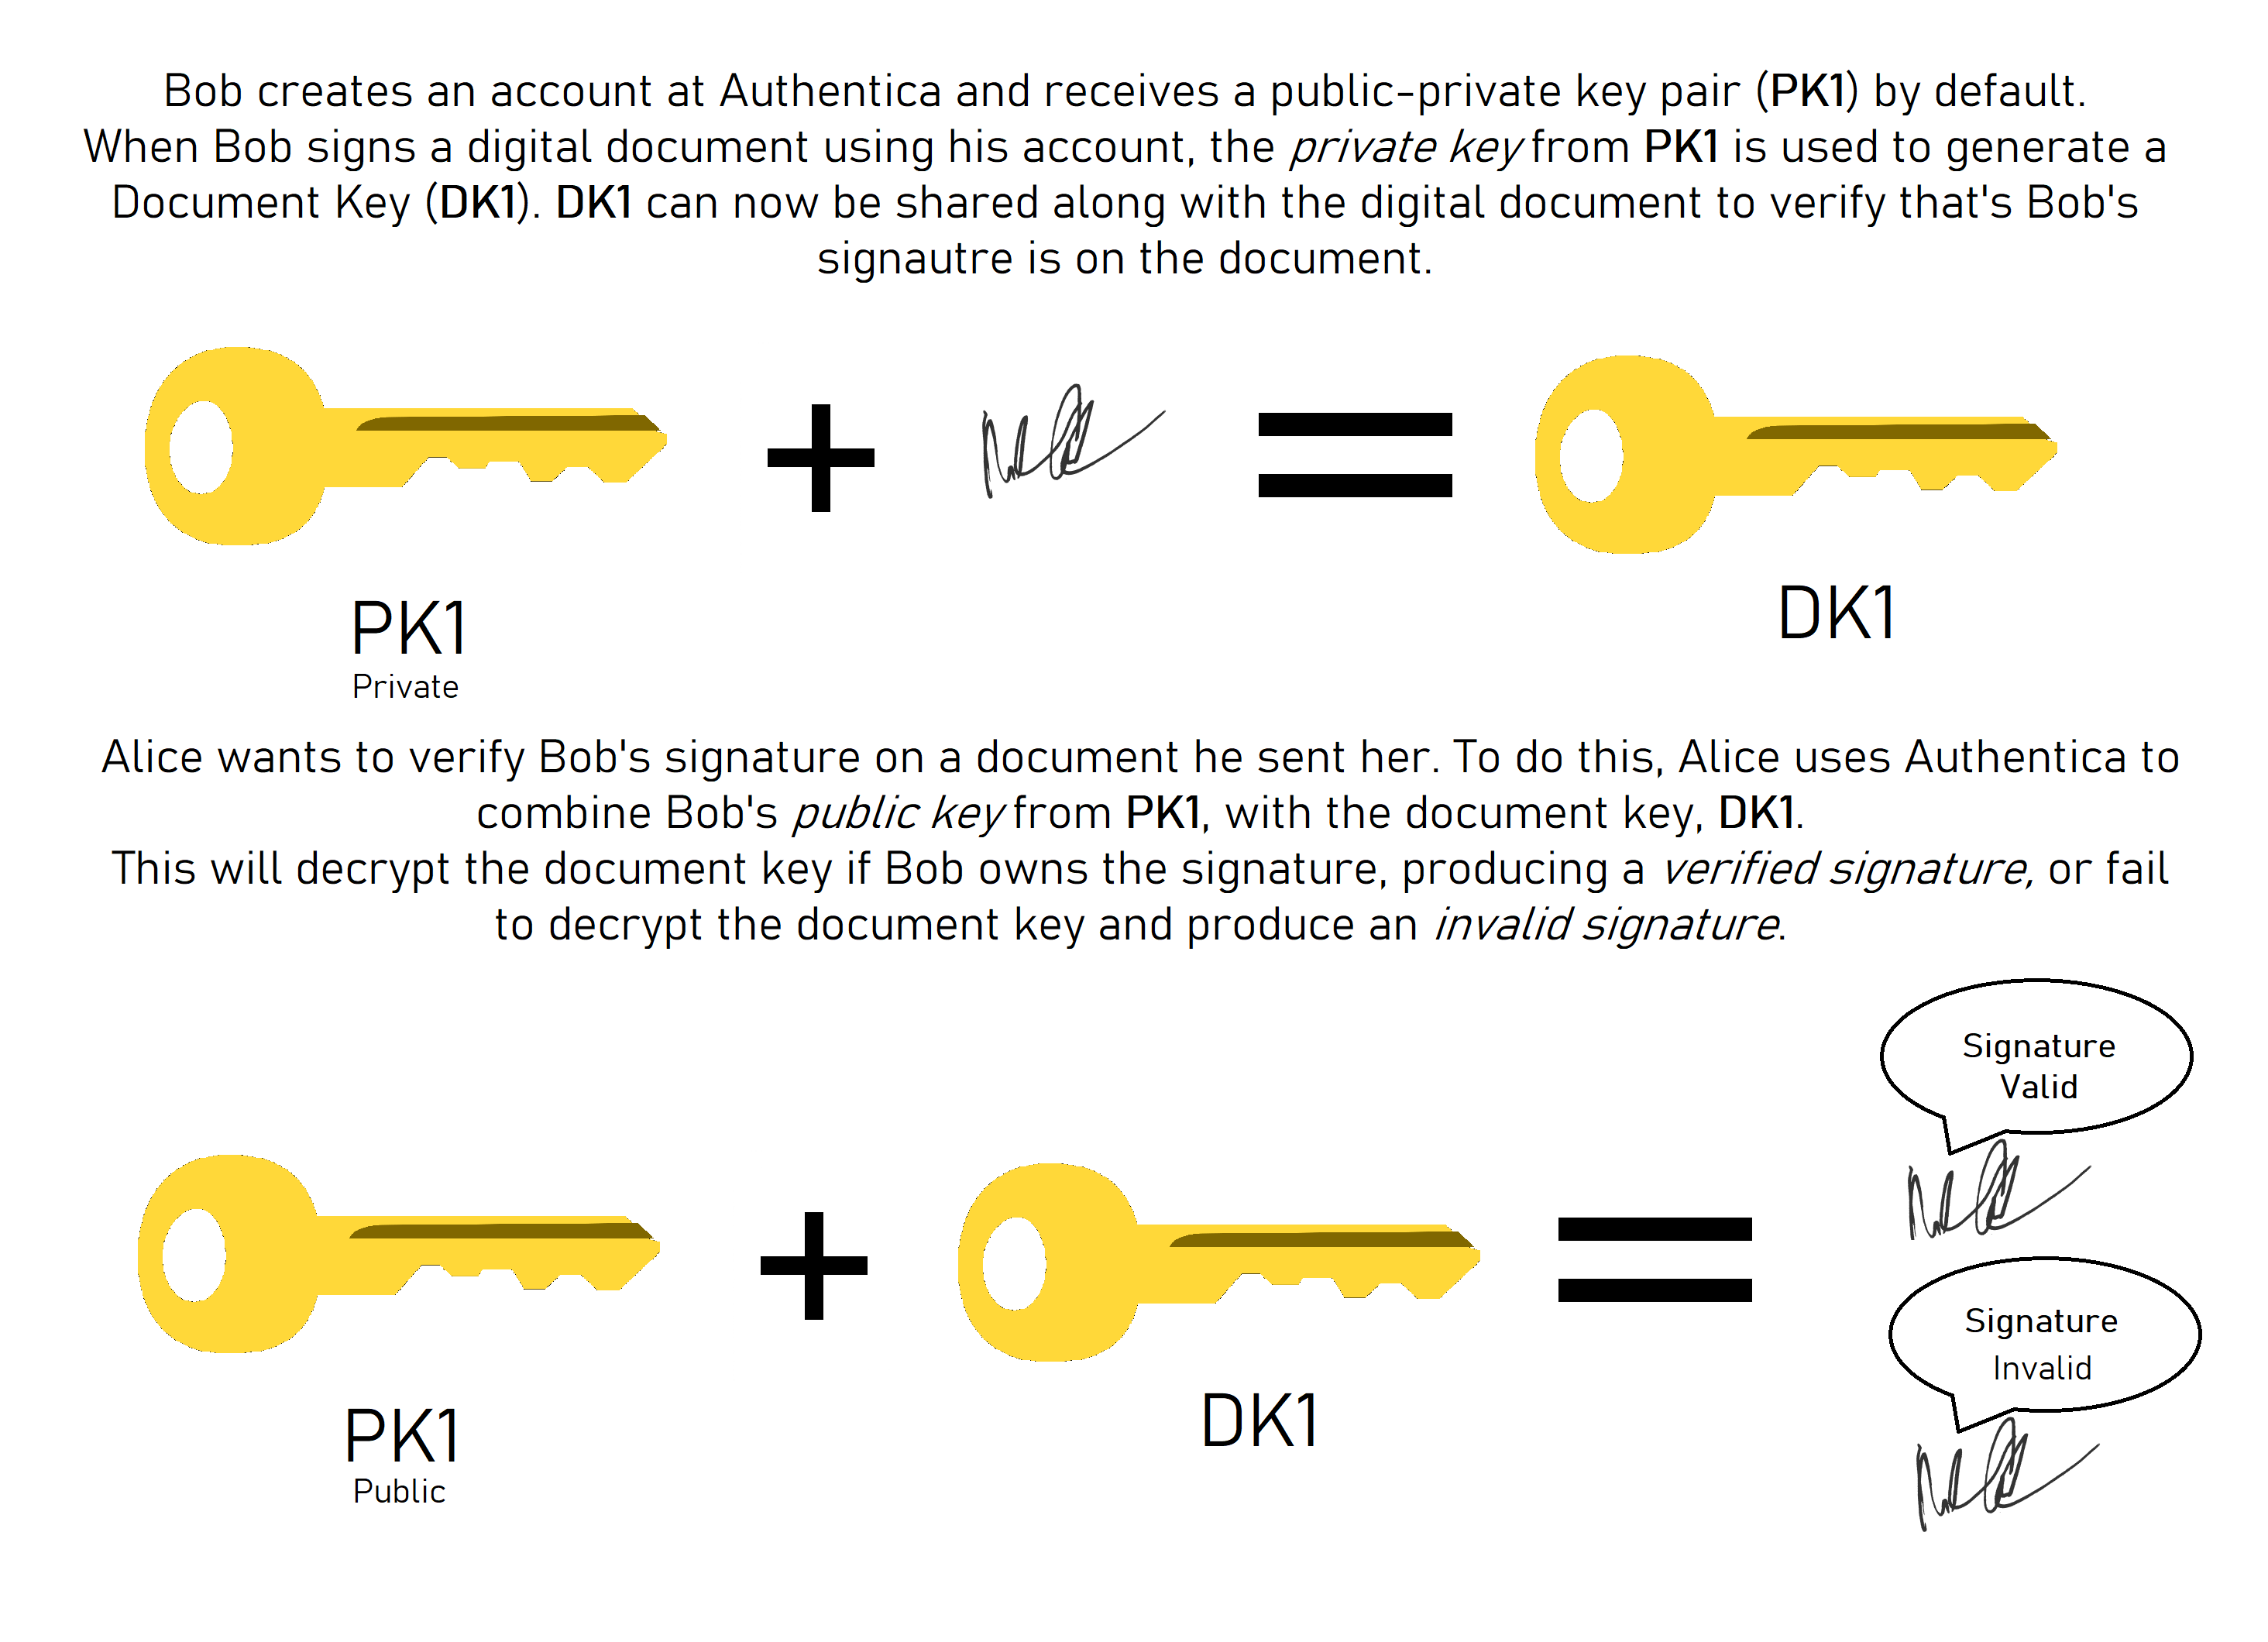 Bob creates an account at Authentica and receives a public-private key pair (PK1) by default.
When Bob signs a digital document using his account, the private key from PK1 is used to generate a
Document Key (DK1). DK1 can now be shared along with the digital document to verify that's Bob's
signautre is on the document.
PK1
Private
DK1
Alice wants to verify Bob's signature on a document he sent her. To do this, Alice uses Authentica to
combine Bob's public key from PK1, with the document key, DK1.
This will decrypt the document key if Bob owns the signature, producing a verified signature, or fail
to decrypt the document key and produce an invalid signature.
Signature
Valid
Signature
Invalid
PK1
Public
DK1